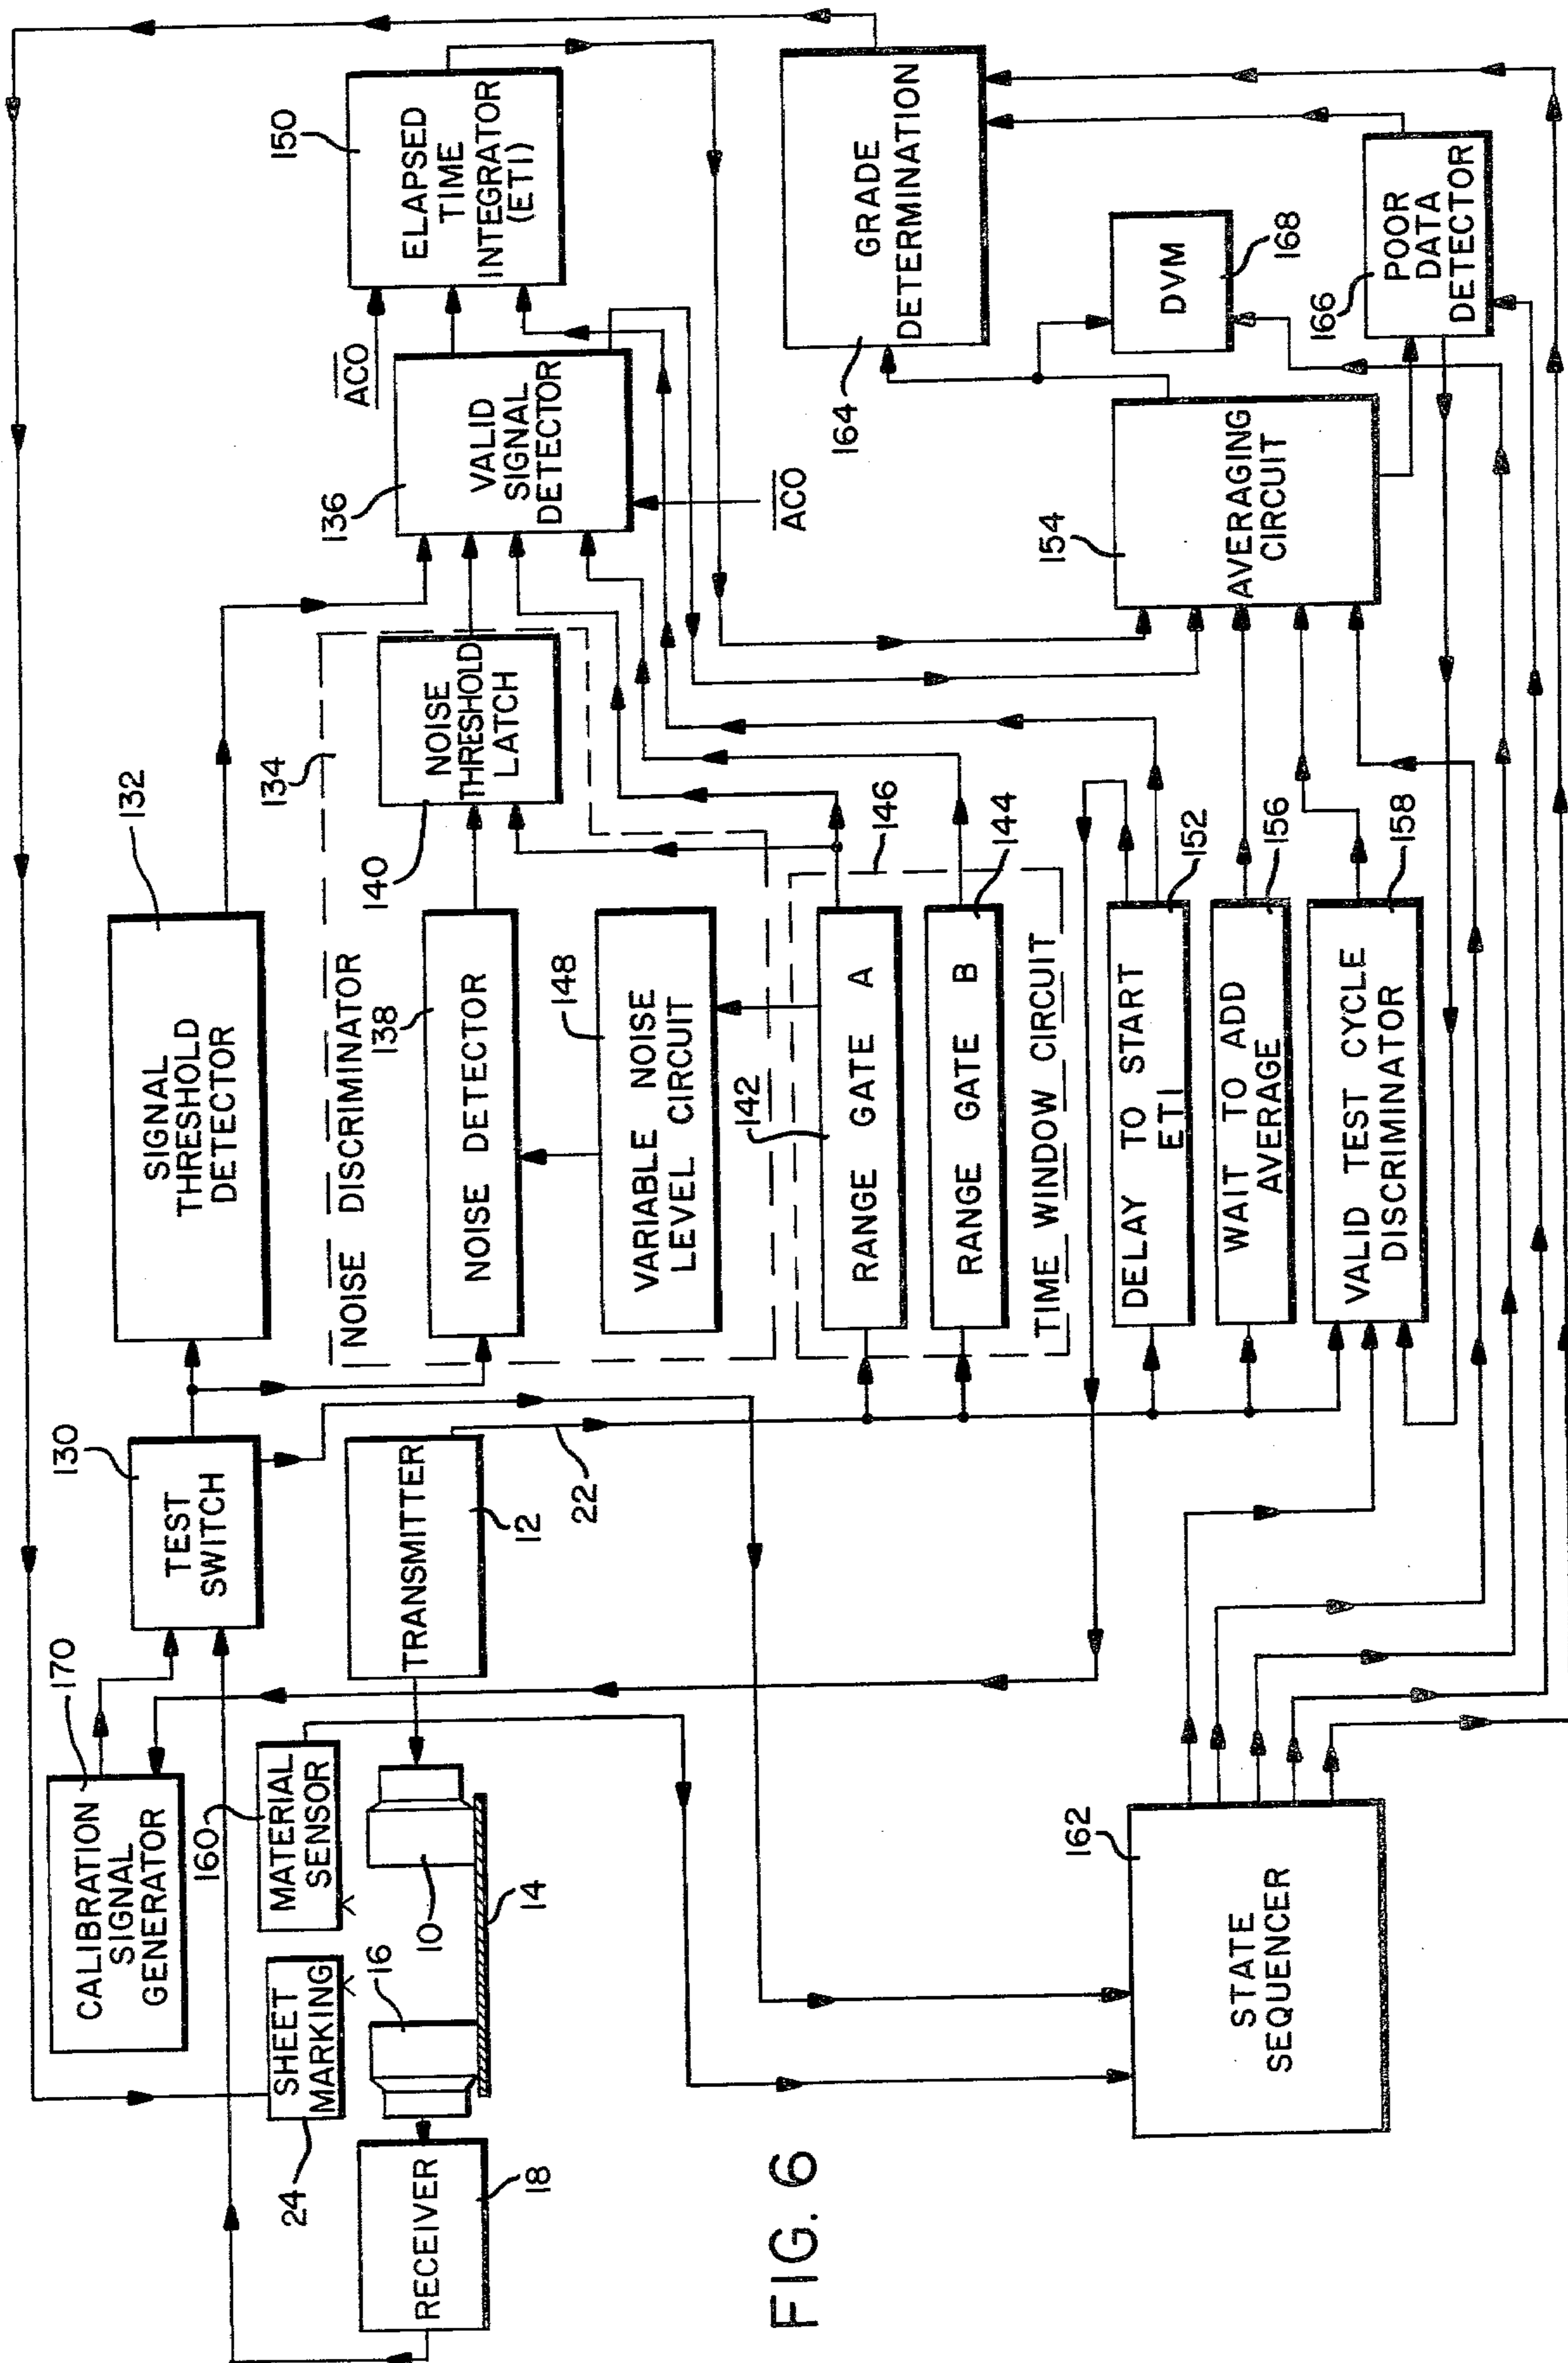 CALIBRATION
SIGNAL
GENERATOR
170
TEST
SWITCH
130
SIGNAL
THRESHOLD
DETECTOR
132
SHEET
MARKING
24
MATERIAL
SENSOR
160
RECEIVER
18
16
10
14
TRANSMITTER
12
22
NOISE DISCRIMINATOR
134
NOISE DETECTOR
138
NOISE
THRESHOLD
LATCH
140
VARIABLE NOISE
LEVEL CIRCUIT
148
VALID
SIGNAL
DETECTOR
136
ACO
ACO
ELAPSED
TIME
INTEGRATOR
(ETI)
150
RANGE GATE A
142
RANGE GATE B
144
TIME WINDOW CIRCUIT
146
DELAY TO START
ETI
152
WAIT TO ADD
AVERAGE
156
VALID TEST CYCLE
DISCRIMINATOR
158
AVERAGING
CIRCUIT
154
GRADE
DETERMINATION
164
DVM
168
POOR
DATA
DETECTOR
166
STATE
SEQUENCER
162
FIG. 6